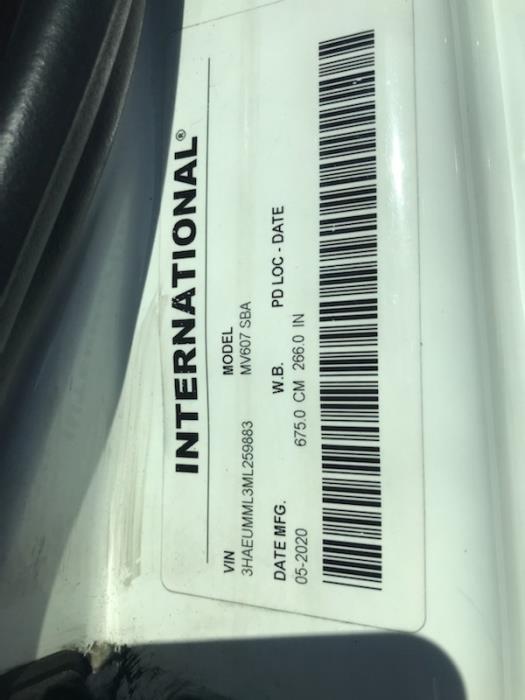 INTERNATIONAL®
VIN MODEL
3HAEUMML3ML259883 MV607 SBA
DATE MFG. W.B. PD LOC - DATE
05-2020 675.0 CM 266.0 IN